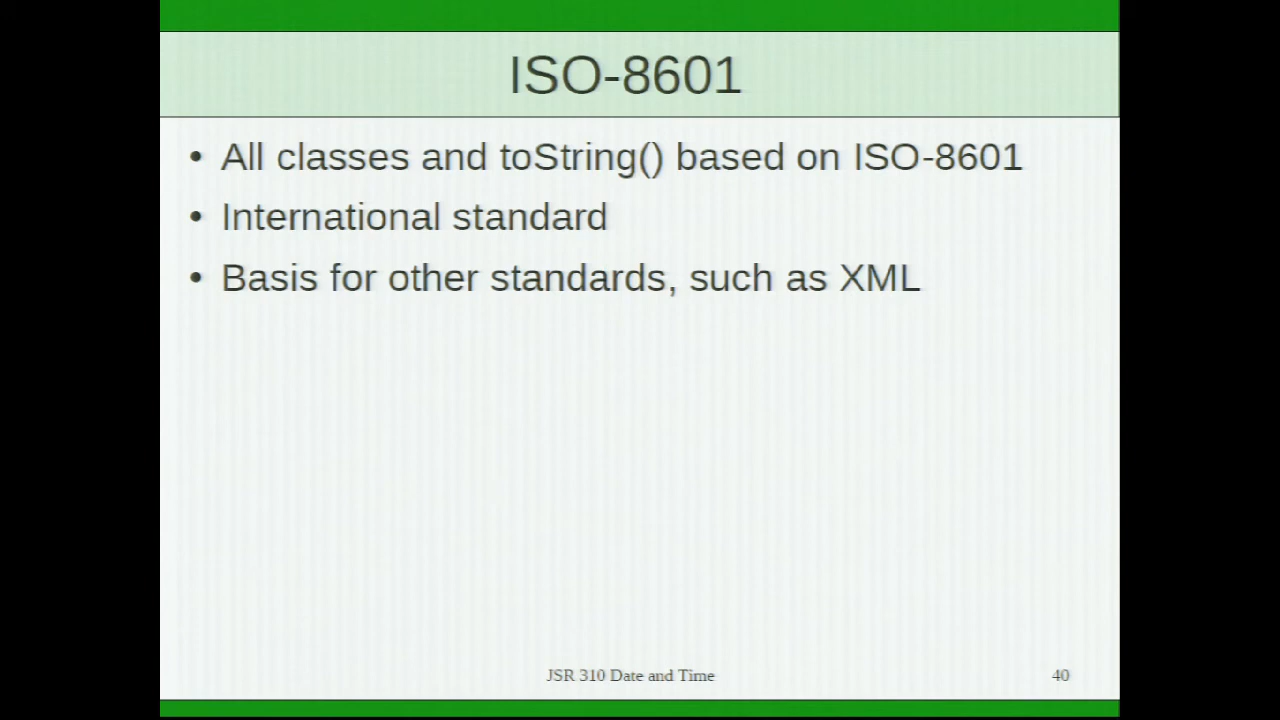 ISO-8601
• All classes and toString() based on ISO-8601
• International standard
• Basis for other standards, such as XML
JSR 310 Date and Time
40